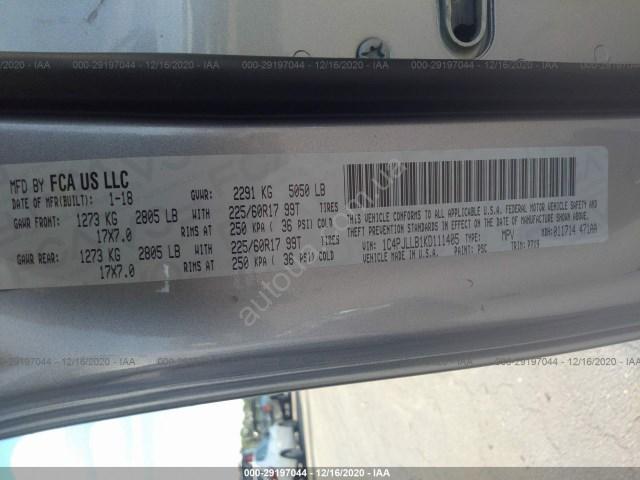 000-29197044 - 12/16/2020 - IAA
MFD BY FCA US LLC
DATE OF MFR(BUILT): 1-18 GVWR: 2291 KG 5050 LB
GAWR FRONT: 1273 KG 2805 LB WITH TIRES 225/60R17 99T
17X7.0 RIMS AT 250 KPA ( 36 PSI) COLD
GAWR REAR: 1273 KG 2805 LB WITH TIRES 225/60R17 99T
17X7.0 RIMS AT 250 KPA ( 36 PSI) COLD
THIS VEHICLE CONFORMS TO ALL APPLICABLE U.S.A. FEDERAL MOTOR VEHICLE SAFETY AND
THEFT PREVENTION STANDARDS IN EFFECT ON THE DATE OF MANUFACTURE SHOWN ABOVE.
VIN: 1C4PJLLB1KD111405 TYPE: MPV MDH: 011714 471AA
VEHICLE MADE IN U.S.A. PAINT: PSC
000-29197044 - 12/16/2020 - IAA
000-29197044 - 12/16/2020 - IAA